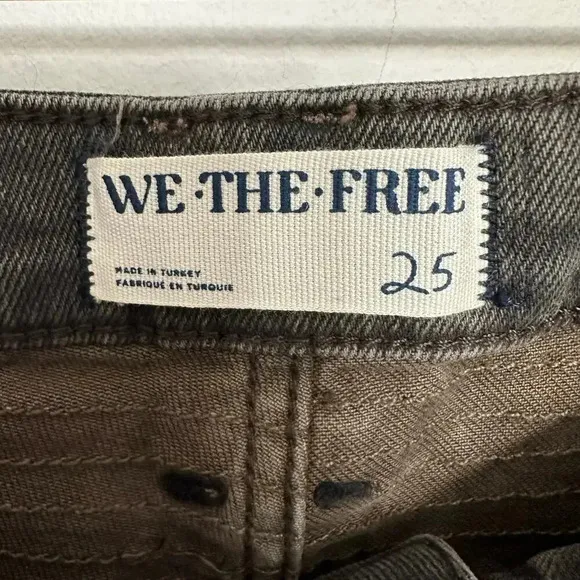 WE·THE·FREE
MADE IN TURKEY
FABRIQUÉ EN TURQUIE
25